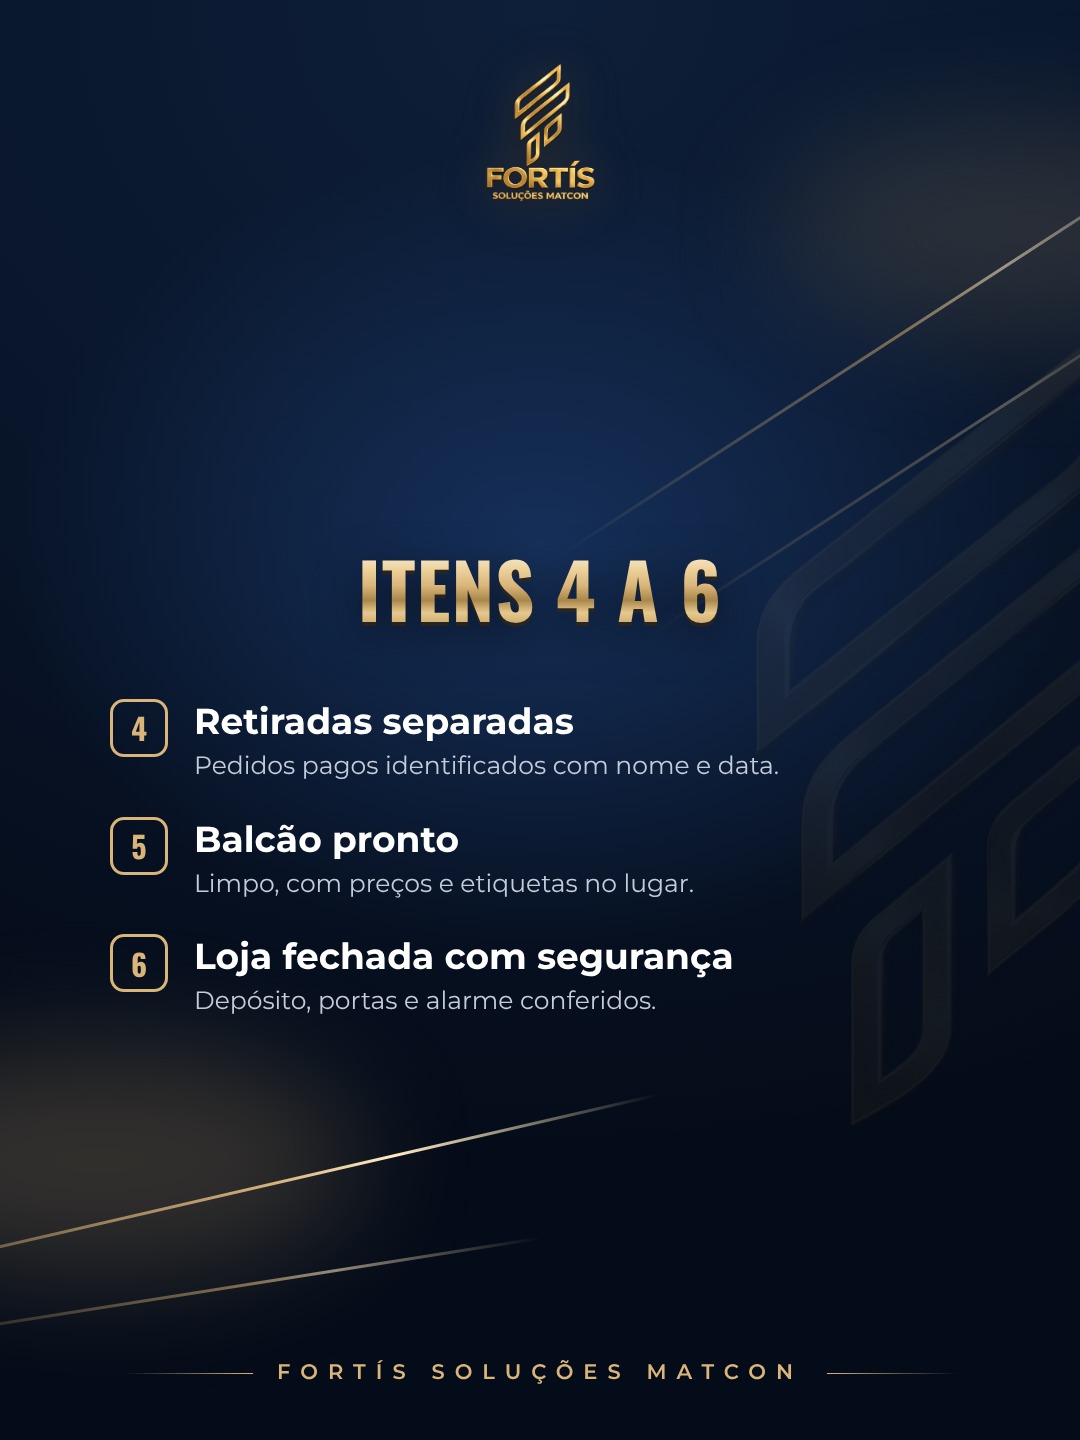 FORTÍS
SOLUÇÕES MATCON
ITENS 4 A 6
4
Retiradas separadas
Pedidos pagos identificados com nome e data.
5
Balcão pronto
Limpo, com preços e etiquetas no lugar.
6
Loja fechada com segurança
Depósito, portas e alarme conferidos.
FORTÍS SOLUÇÕES MATCON